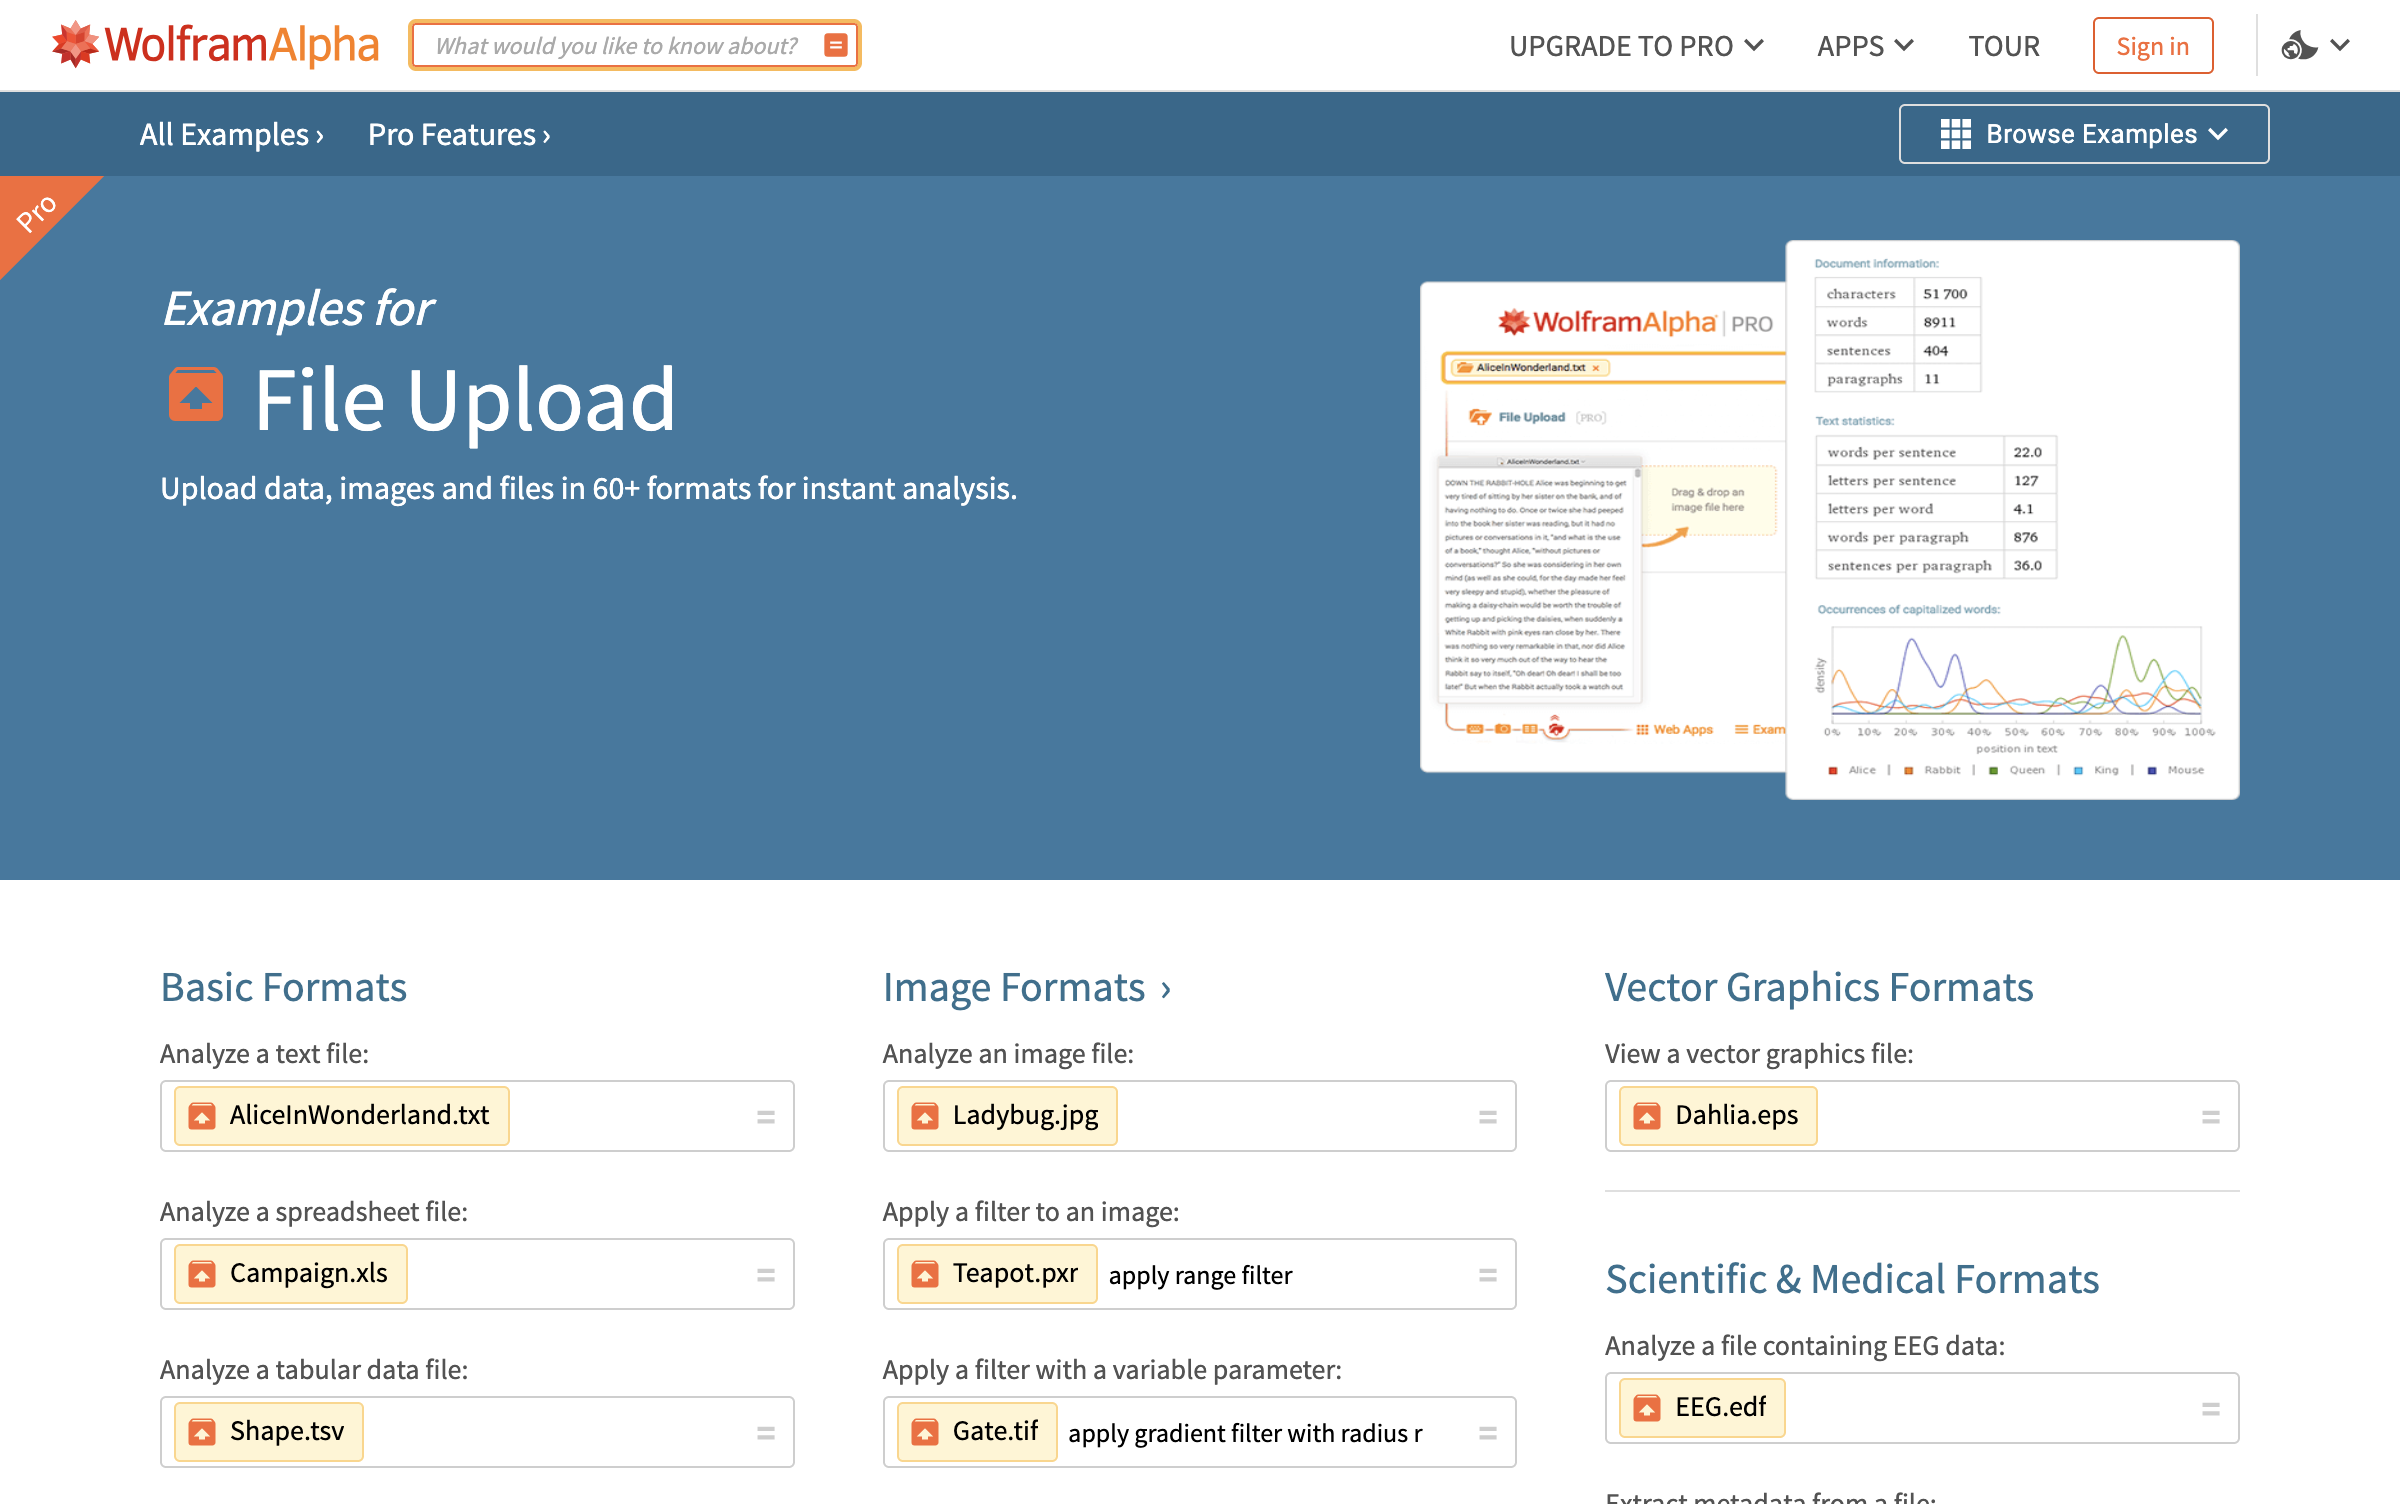 WolframAlpha
What would you like to know about?
UPGRADE TO PRO
APPS
TOUR
Sign in
All Examples ›
Pro Features ›
Browse Examples
Pro
Examples for
File Upload
Upload data, images and files in 60+ formats for instant analysis.
WolframAlpha | PRO
AliceInWonderland.txt ×
File Upload (PRO)
AliceInWonderland.txt
DOWN THE RABBIT-HOLE Alice was beginning to get
very tired of sitting by her sister on the bank, and of
having nothing to do. Once or twice she had peeped
into the book her sister was reading, but it had no
pictures or conversations in it, "and what is the use
of a book," thought Alice, "without pictures or
conversations?" So she was considering in her own
mind (as well as she could, for the day made her feel
very sleepy and stupid), whether the pleasure of
making a daisy-chain would be worth the trouble of
getting up and picking the daisies, when suddenly a
White Rabbit with pink eyes ran close by her. There
was nothing so very remarkable in that, nor did Alice
think it so very much out of the way to hear the
Rabbit say to itself, "Oh dear! Oh dear! I shall be too
late!" But when the Rabbit actually took a watch out
Drag & drop an
image file here
Web Apps
Exam
Document information:
characters 51 700
words 8911
sentences 404
paragraphs 11
Text statistics:
words per sentence 22.0
letters per sentence 127
letters per word 4.1
words per paragraph 876
sentences per paragraph 36.0
Occurrences of capitalized words:
density
0% 10% 20% 30% 40% 50% 60% 70% 80% 90% 100%
position in text
Alice | Rabbit | Queen | King | Mouse
Basic Formats
Analyze a text file:
AliceInWonderland.txt
Analyze a spreadsheet file:
Campaign.xls
Analyze a tabular data file:
Shape.tsv
Image Formats ›
Analyze an image file:
Ladybug.jpg
Apply a filter to an image:
Teapot.pxr apply range filter
Apply a filter with a variable parameter:
Gate.tif apply gradient filter with radius r
Vector Graphics Formats
View a vector graphics file:
Dahlia.eps
Scientific & Medical Formats
Analyze a file containing EEG data:
EEG.edf
Extract metadata from a file: